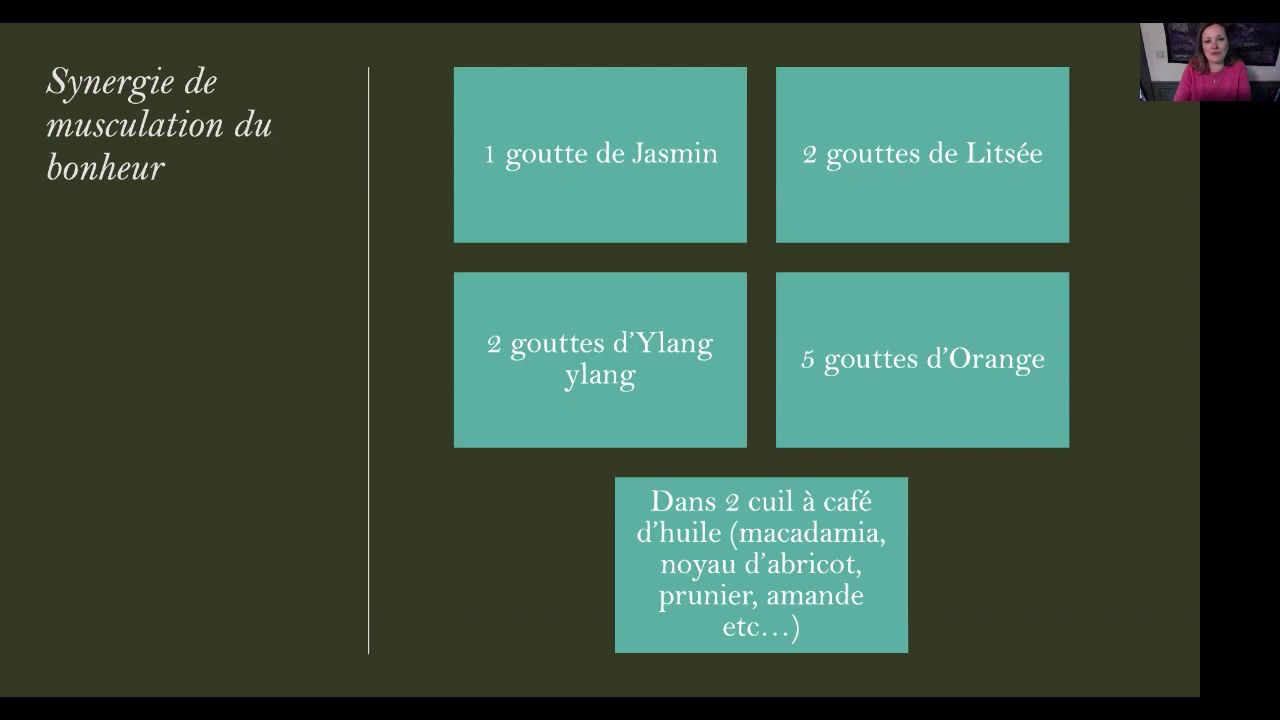 Synergie de
musculation du
bonheur
1 goutte de Jasmin
2 gouttes de Litsée
2 gouttes d’Ylang
ylang
5 gouttes d’Orange
Dans 2 cuil à café
d’huile (macadamia,
noyau d’abricot,
prunier, amande
etc…)